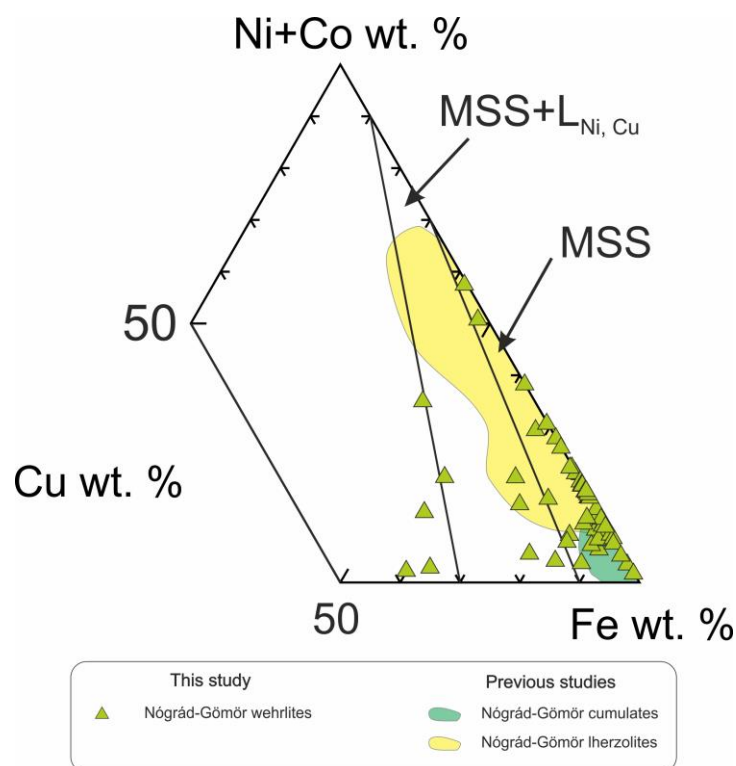 Ni+Co wt. %
MSS+L Ni, Cu
MSS
50
Cu wt. %
50
Fe wt. %
This study
Previous studies
Nógrád-Gömör wehrlites
Nógrád-Gömör cumulates
Nógrád-Gömör lherzolites